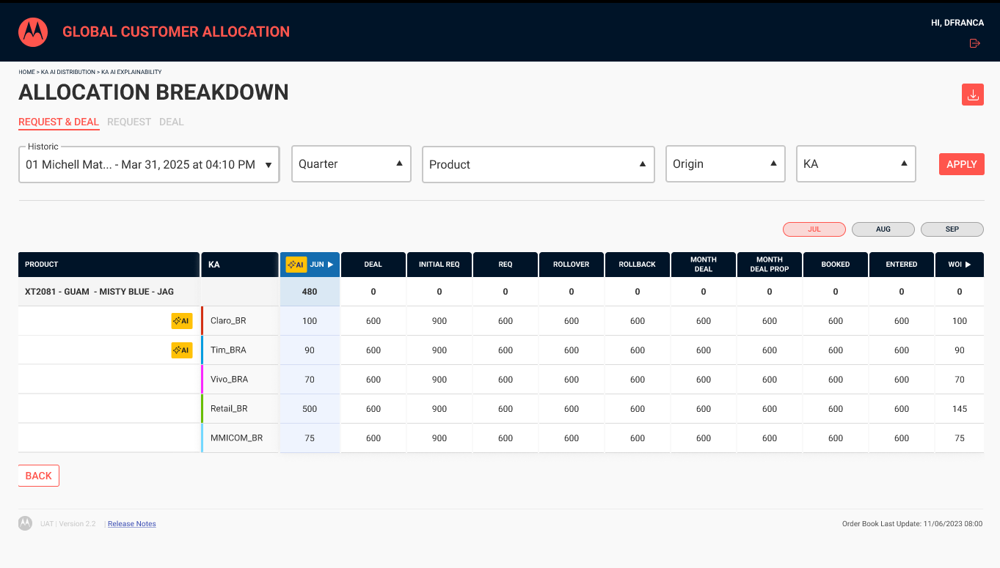 GLOBAL CUSTOMER ALLOCATION
HI, DFRANCA
HOME > KA AI DISTRIBUTION > KA AI EXPLAINABILITY
ALLOCATION BREAKDOWN
REQUEST & DEAL REQUEST DEAL
Historic
01 Michell Mat... - Mar 31, 2025 at 04:10 PM ▼ Quarter ▲ Product ▲ Origin ▲ KA ▲ APPLY
JUL AUG SEP
PRODUCT KA AI JUN ▶ DEAL INITIAL REQ REQ ROLLOVER ROLLBACK MONTH DEAL MONTH DEAL PROP BOOKED ENTERED WOI ▶
XT2081 - GUAM - MISTY BLUE - JAG 480 0 0 0 0 0 0 0 0 0 0
AI Claro_BR 100 600 900 600 600 600 600 600 600 600 100
AI Tim_BRA 90 600 900 600 600 600 600 600 600 600 90
Vivo_BRA 70 600 900 600 600 600 600 600 600 600 70
Retail_BR 500 600 900 600 600 600 600 600 600 600 145
MMICOM_BR 75 600 900 600 600 600 600 600 600 600 75
BACK
UAT | Version 2.2 | Release Notes
Order Book Last Update: 11/06/2023 08:00